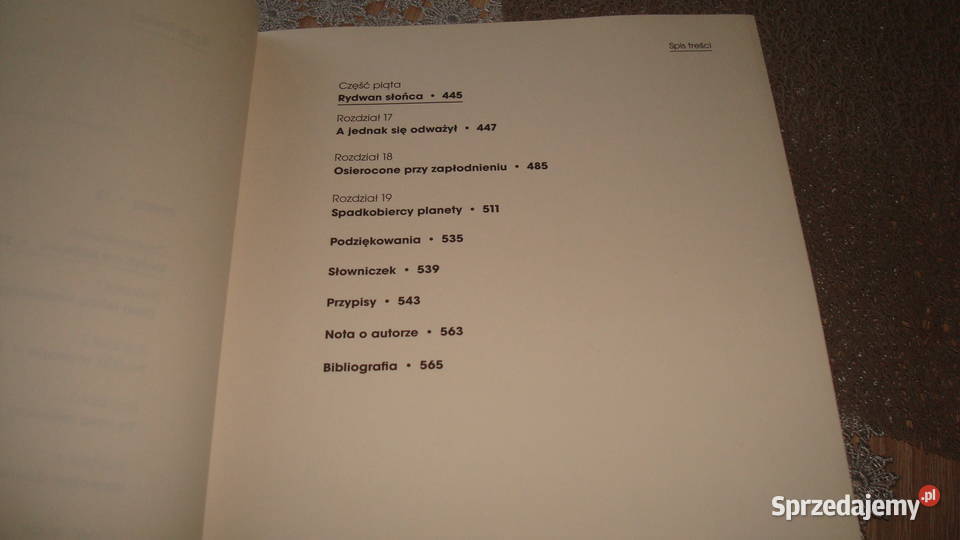 Spis treści
Część piąta
Rydwan słońca • 445
Rozdział 17
A jednak się odważył • 447
Rozdział 18
Osierocone przy zapłodnieniu • 485
Rozdział 19
Spadkobiercy planety • 511
Podziękowania • 535
Słowniczek • 539
Przypisy • 543
Nota o autorze • 563
Bibliografia • 565
Sprzedajemy.pl